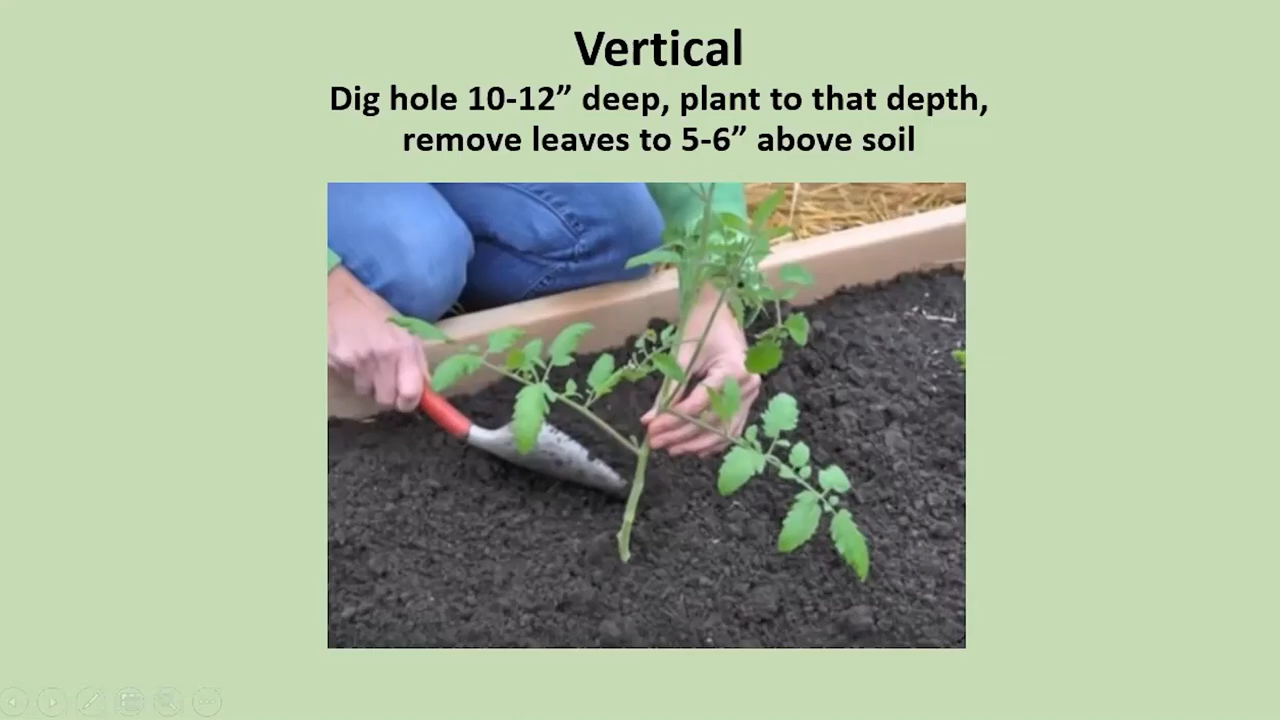 Vertical
Dig hole 10-12” deep, plant to that depth,
remove leaves to 5-6” above soil